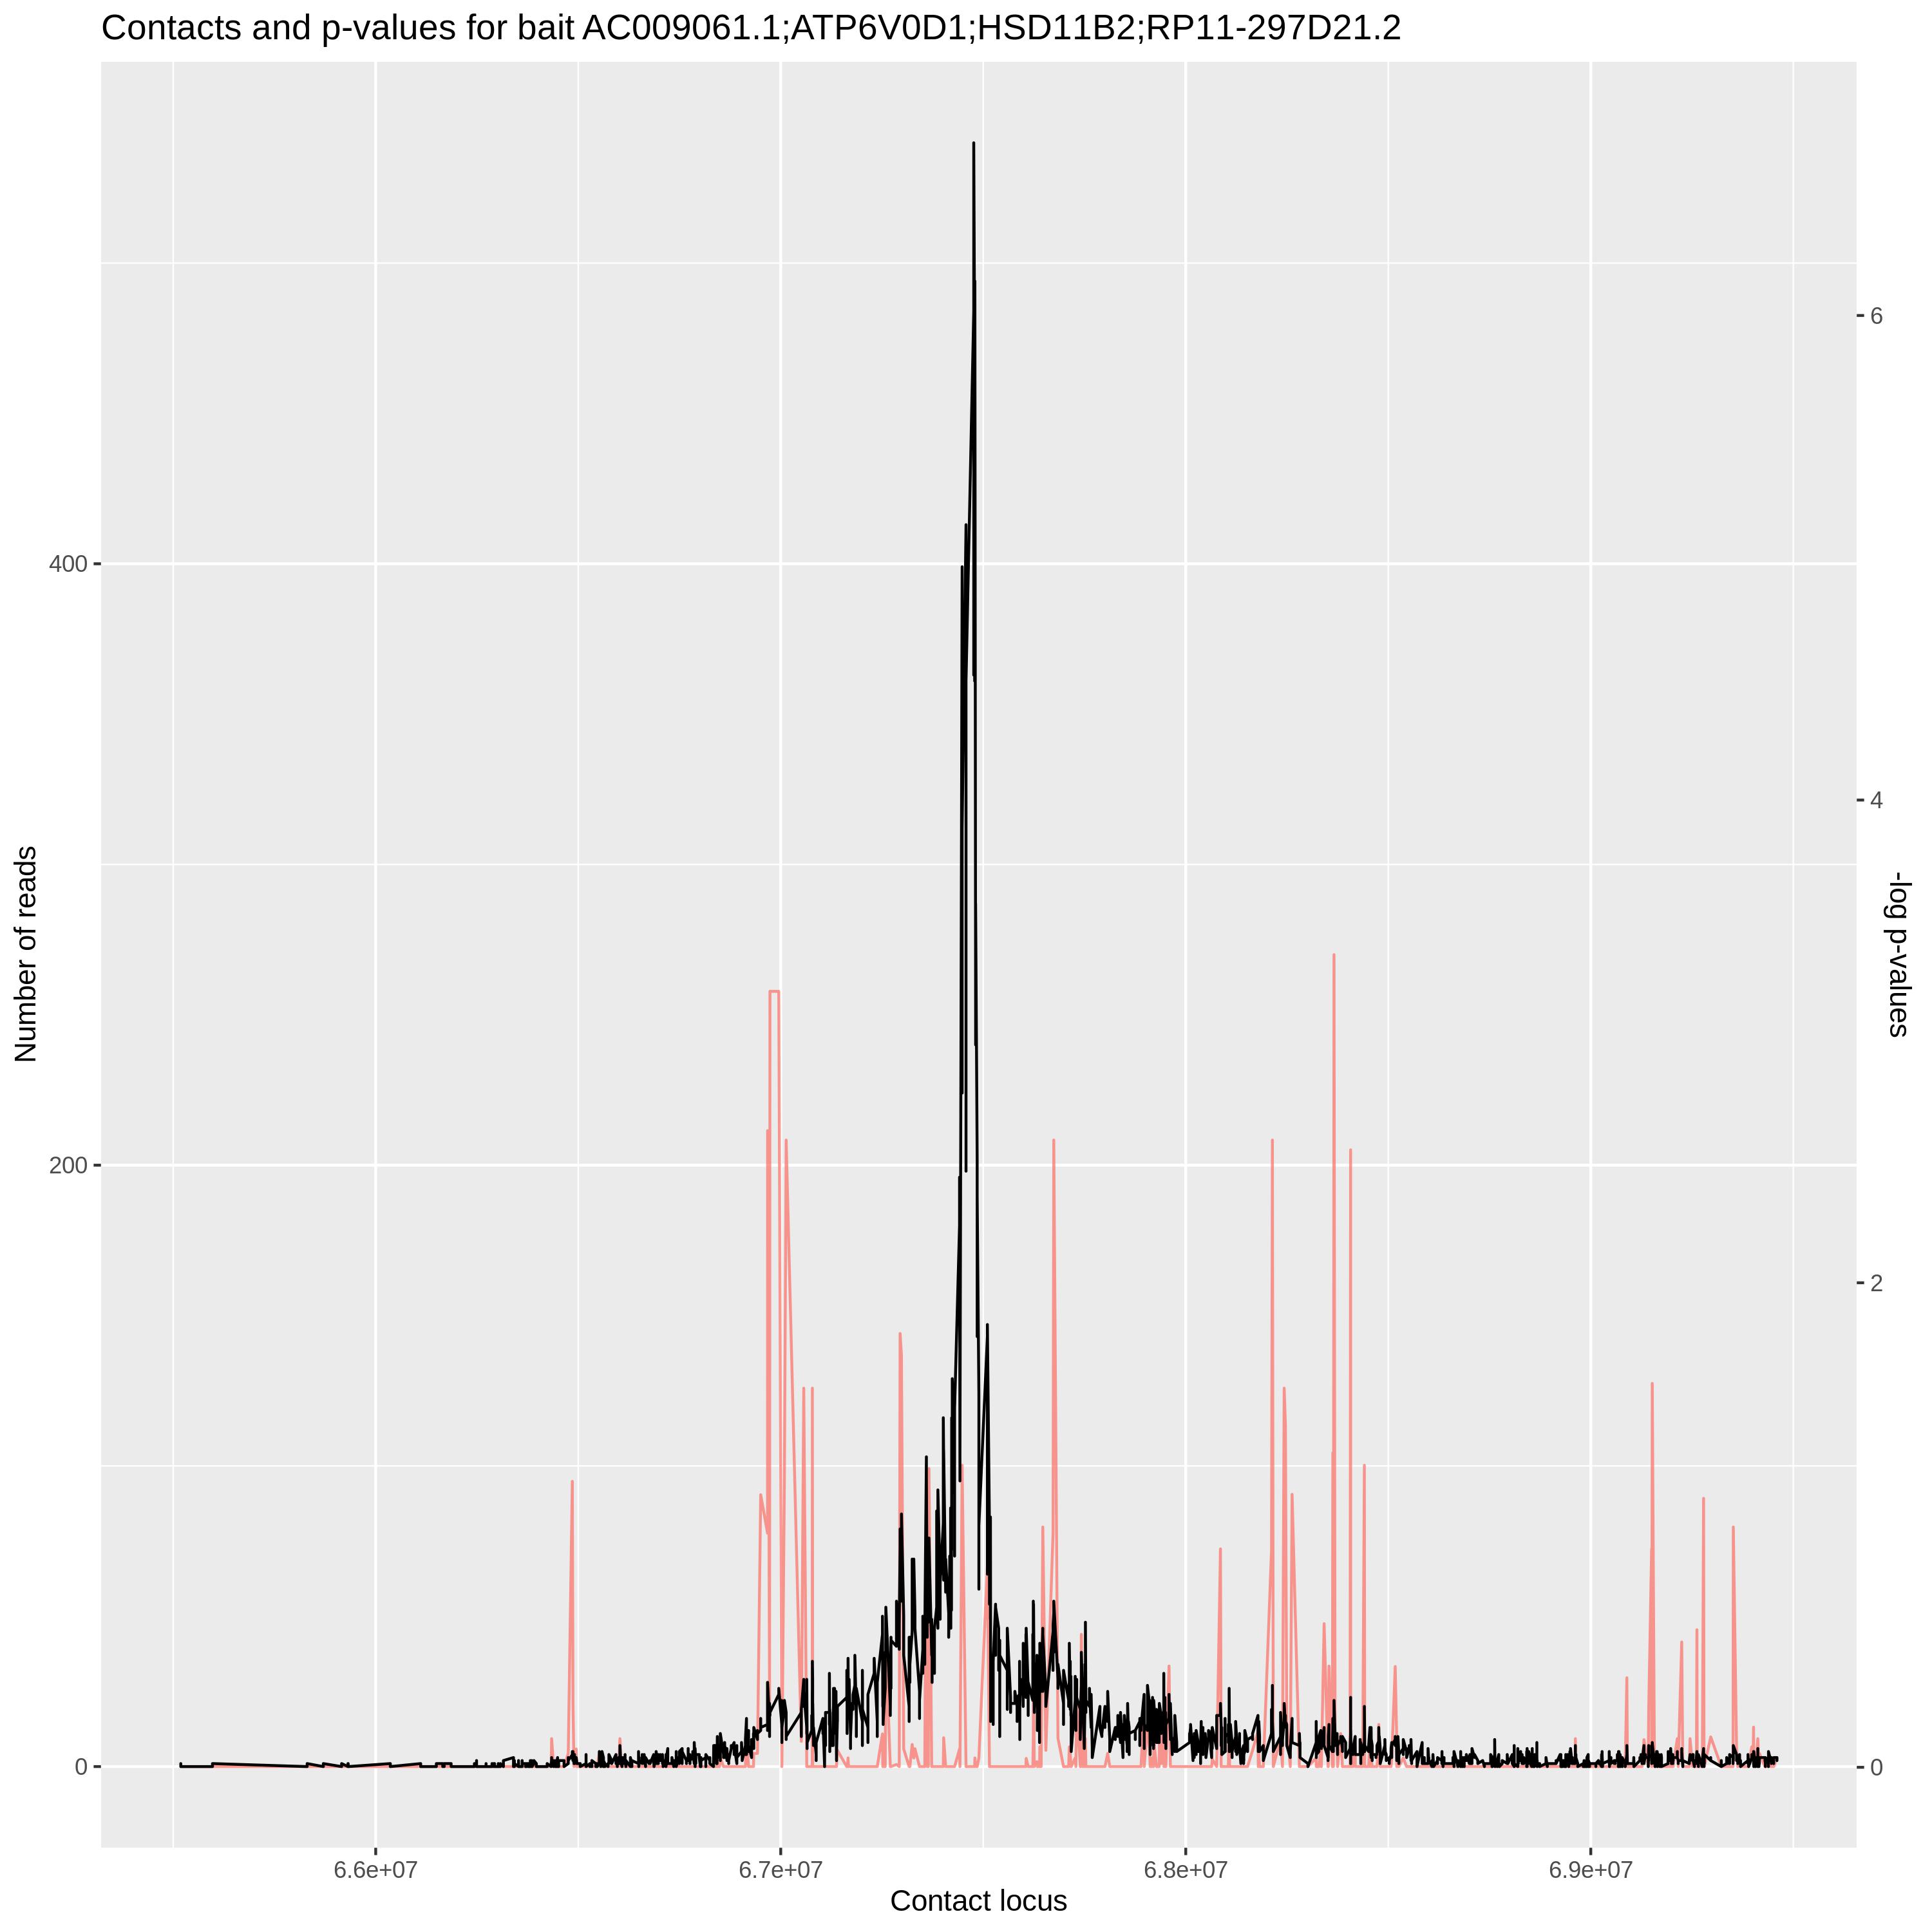 Contacts and p-values for bait AC009061.1;ATP6V0D1;HSD11B2;RP11-297D21.2
6
400
4
Number of reads
-log p-values
200
2
0
0
6.6e+07
6.7e+07
6.8e+07
6.9e+07
Contact locus